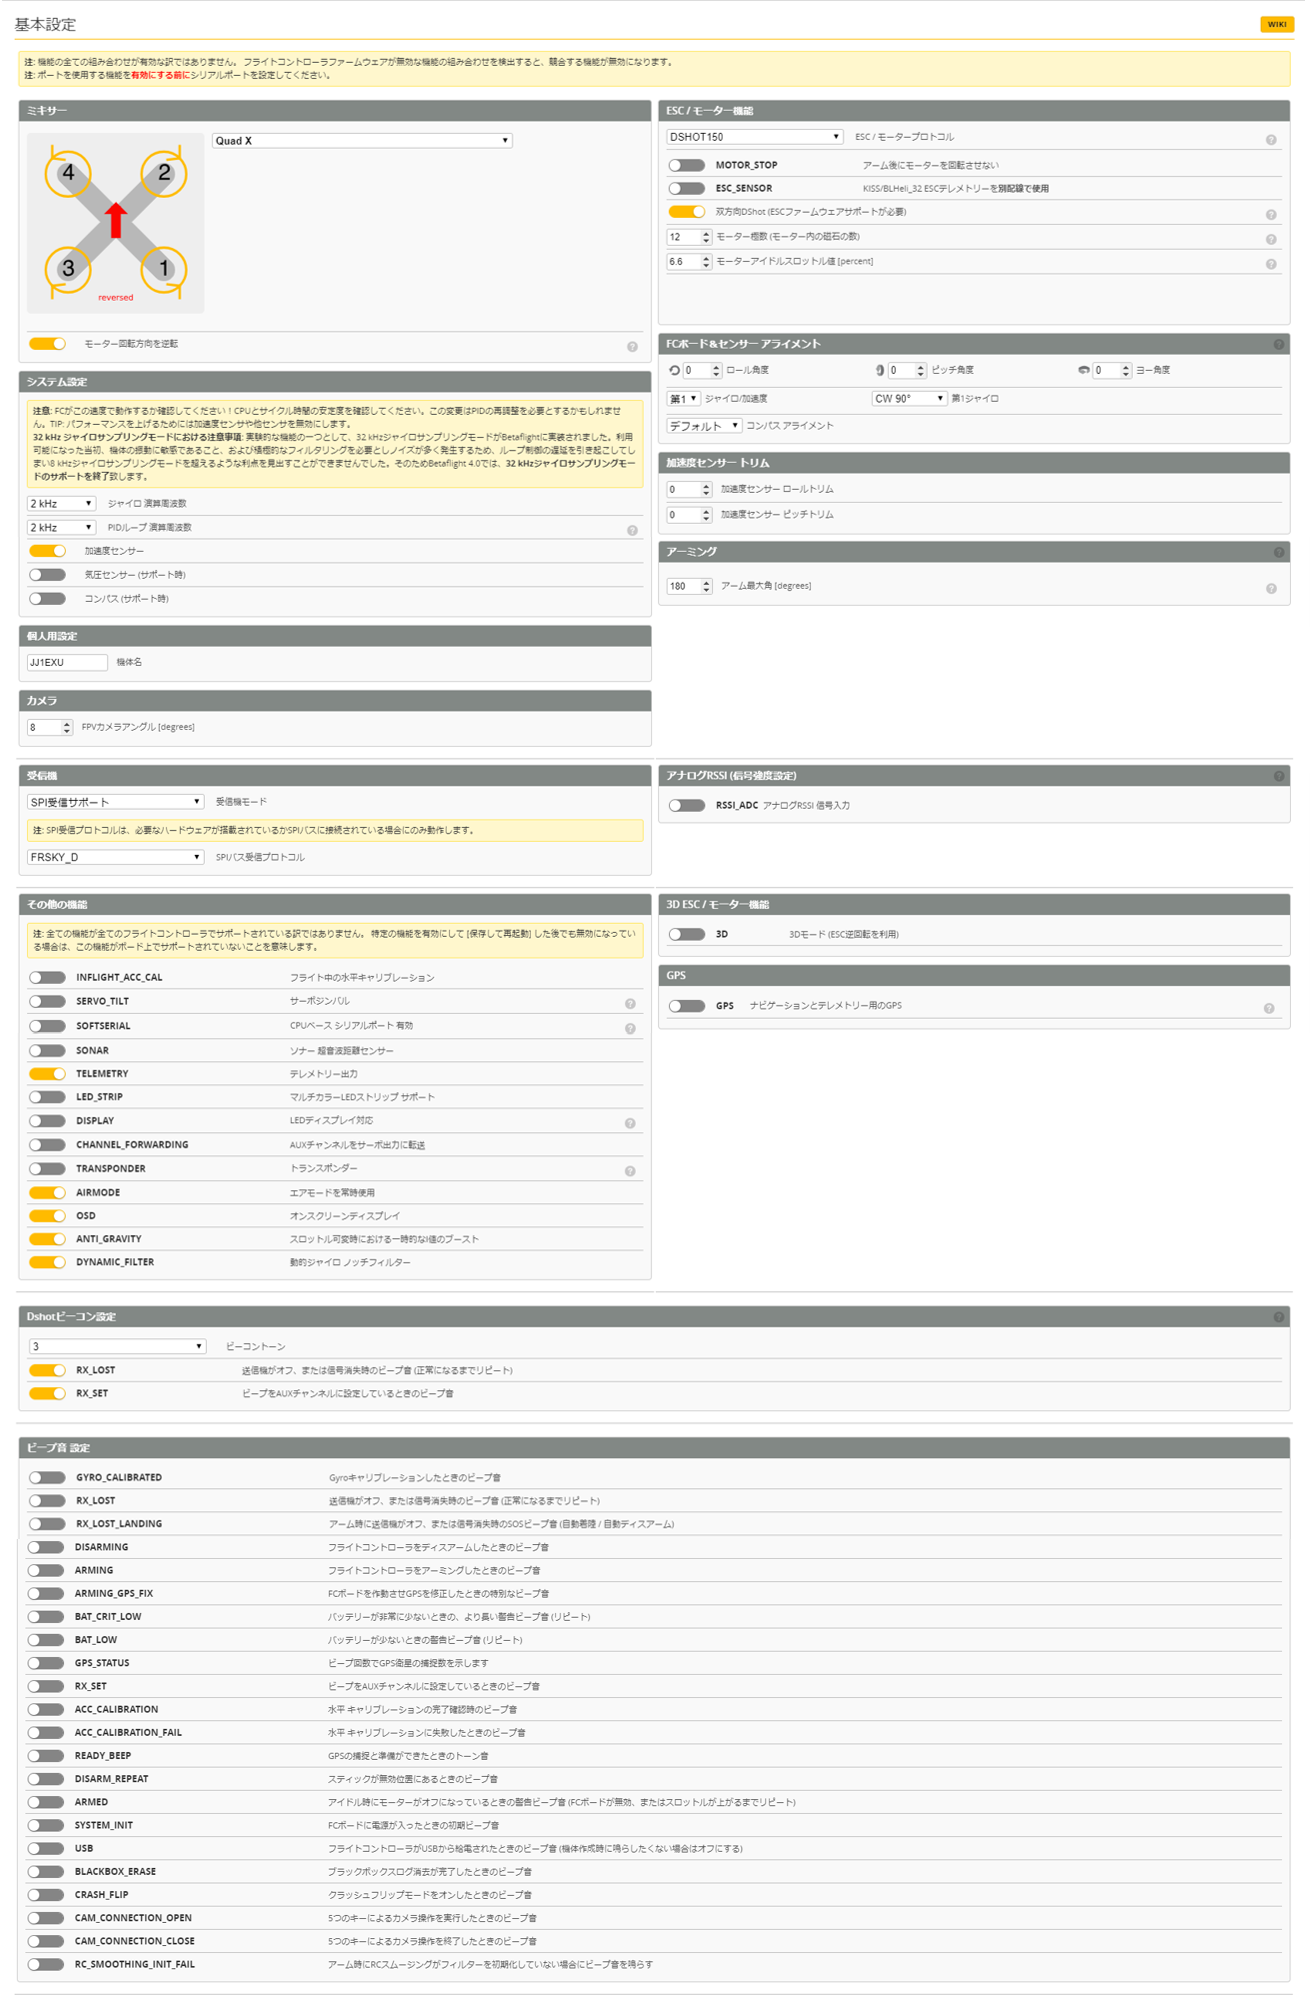 基本設定
WIKI
注: 機能の全ての組み合わせが有効な訳ではありません。 フライトコントローラファームウェアが無効な機能の組み合わせを検出すると、競合する機能が無効になります。
注: ポートを使用する機能を有効にする前にシリアルポートを設定してください。
ミキサー
Quad X
4
2
3
1
reversed
モーター回転方向を逆転
システム設定
注意: FCがこの速度で動作するか確認してください！CPUとサイクル時間の安定度を確認してください。この変更はPIDの再調整を必要とするかもしれませ
ん。TIP: パフォーマンスを上げるためには加速度センサや他センサを無効にします。
32 kHz ジャイロサンプリングモードにおける注意事項: 実験的な機能の一つとして、32 kHzジャイロサンプリングモードがBetaflightに実装されました。利用
可能になった当初、機体の振動に敏感であること、および積極的なフィルタリングを必要としノイズが多く発生するため、ループ制御の遅延を引き起こしてし
まい8 kHzジャイロサンプリングモードを超えるような利点を見出すことができませんでした。そのためBetaflight 4.0では、32 kHzジャイロサンプリングモー
ドのサポートを終了致します。
2 kHz ジャイロ 演算周波数
2 kHz PIDループ 演算周波数
加速度センサー
気圧センサー (サポート時)
コンパス (サポート時)
個人用設定
JJ1EXU 機体名
カメラ
8 FPVカメラアングル [degrees]
ESC / モーター機能
DSHOT150 ESC / モータープロトコル
MOTOR_STOP アーム後にモーターを回転させない
ESC_SENSOR KISS/BLHeli_32 ESCテレメトリーを別配線で使用
双方向DShot (ESCファームウェアサポートが必要)
12 モーター極数 (モーター内の磁石の数)
6.6 モーターアイドルスロットル値 [percent]
FCボード＆センサー アライメント
0 ロール角度 0 ピッチ角度 0 ヨー角度
第1 ジャイロ/加速度 CW 90° 第1ジャイロ
デフォルト コンパス アライメント
加速度センサー トリム
0 加速度センサー ロールトリム
0 加速度センサー ピッチトリム
アーミング
180 アーム最大角 [degrees]
受信機
SPI受信サポート 受信機モード
注: SPI受信プロトコルは、必要なハードウェアが搭載されているかSPIバスに接続されている場合にのみ動作します。
FRSKY_D SPIバス受信プロトコル
アナログRSSI (信号強度設定)
RSSI_ADC アナログRSSI 信号入力
その他の機能
注: 全ての機能が全てのフライトコントローラでサポートされている訳ではありません。 特定の機能を有効にして [保存して再起動] した後でも無効になってい
る場合は、この機能がボード上でサポートされていないことを意味します。
INFLIGHT_ACC_CAL フライト中の水平キャリブレーション
SERVO_TILT サーボジンバル
SOFTSERIAL CPUベース シリアルポート 有効
SONAR ソナー 超音波距離センサー
TELEMETRY テレメトリー出力
LED_STRIP マルチカラーLEDストリップ サポート
DISPLAY LEDディスプレイ対応
CHANNEL_FORWARDING AUXチャンネルをサーボ出力に転送
TRANSPONDER トランスポンダー
AIRMODE エアモードを常時使用
OSD オンスクリーンディスプレイ
ANTI_GRAVITY スロットル可変時における一時的なI値のブースト
DYNAMIC_FILTER 動的ジャイロ ノッチフィルター
3D ESC / モーター機能
3D 3Dモード (ESC逆回転を利用)
GPS
GPS ナビゲーションとテレメトリー用のGPS
Dshotビーコン設定
3 ビーコントーン
RX_LOST 送信機がオフ、または信号消失時のビープ音 (正常になるまでリピート)
RX_SET ビープをAUXチャンネルに設定しているときのビープ音
ビープ音 設定
GYRO_CALIBRATED Gyroキャリブレーションしたときのビープ音
RX_LOST 送信機がオフ、または信号消失時のビープ音 (正常になるまでリピート)
RX_LOST_LANDING アーム時に送信機がオフ、または信号消失時のSOSビープ音 (自動着陸 / 自動ディスアーム)
DISARMING フライトコントローラをディスアームしたときのビープ音
ARMING フライトコントローラをアーミングしたときのビープ音
ARMING_GPS_FIX FCボードを作動させGPSを修正したときの特別なビープ音
BAT_CRIT_LOW バッテリーが非常に少ないときの、より長い警告ビープ音 (リピート)
BAT_LOW バッテリーが少ないときの警告ビープ音 (リピート)
GPS_STATUS ビープ回数でGPS衛星の捕捉数を示します
RX_SET ビープをAUXチャンネルに設定しているときのビープ音
ACC_CALIBRATION 水平 キャリブレーションの完了確認時のビープ音
ACC_CALIBRATION_FAIL 水平 キャリブレーションに失敗したときのビープ音
READY_BEEP GPSの捕捉と準備ができたときのトーン音
DISARM_REPEAT スティックが無効位置にあるときのビープ音
ARMED アイドル時にモーターがオフになっているときの警告ビープ音 (FCボードが無効、またはスロットルが上がるまでリピート)
SYSTEM_INIT FCボードに電源が入ったときの初期ビープ音
USB フライトコントローラがUSBから給電されたときのビープ音 (機体作成時に鳴らしたくない場合はオフにする)
BLACKBOX_ERASE ブラックボックスログ消去が完了したときのビープ音
CRASH_FLIP クラッシュフリップモードをオンしたときのビープ音
CAM_CONNECTION_OPEN 5つのキーによるカメラ操作を実行したときのビープ音
CAM_CONNECTION_CLOSE 5つのキーによるカメラ操作を終了したときのビープ音
RC_SMOOTHING_INIT_FAIL アーム時にRCスムージングがフィルターを初期化していない場合にビープ音を鳴らす